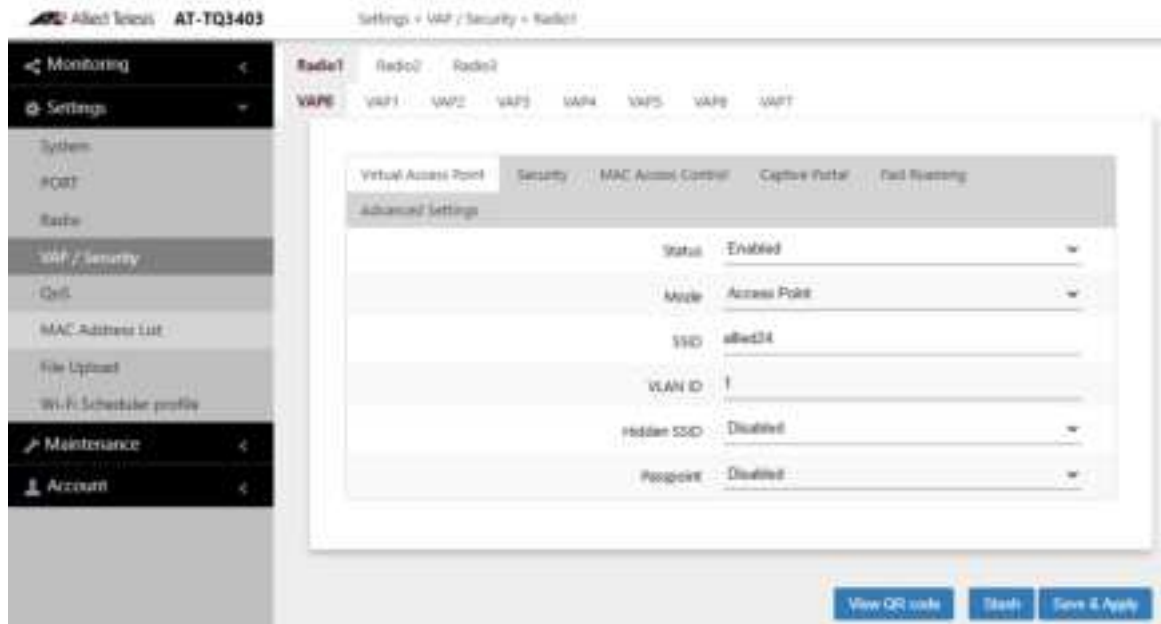 Allied Telesis AT-TQ3403
Settings > VAP / Security > Radio1
Monitoring
Radio1 Radio2 Radio3
Settings
VAP0 VAP1 VAP2 VAP3 VAP4 VAP5 VAP6 VAP7
System
PORT
Radio
VAP / Security
QoS
MAC Address List
File Upload
Wi-Fi Scheduler profile
Maintenance
Account
Virtual Access Point Security MAC Access Control Captive Portal Fast Roaming
Advanced Settings
Status Enabled
Mode Access Point
SSID allied24
VLAN ID 1
Hidden SSID Disabled
Passpoint Disabled
View QR code Stash Save & Apply